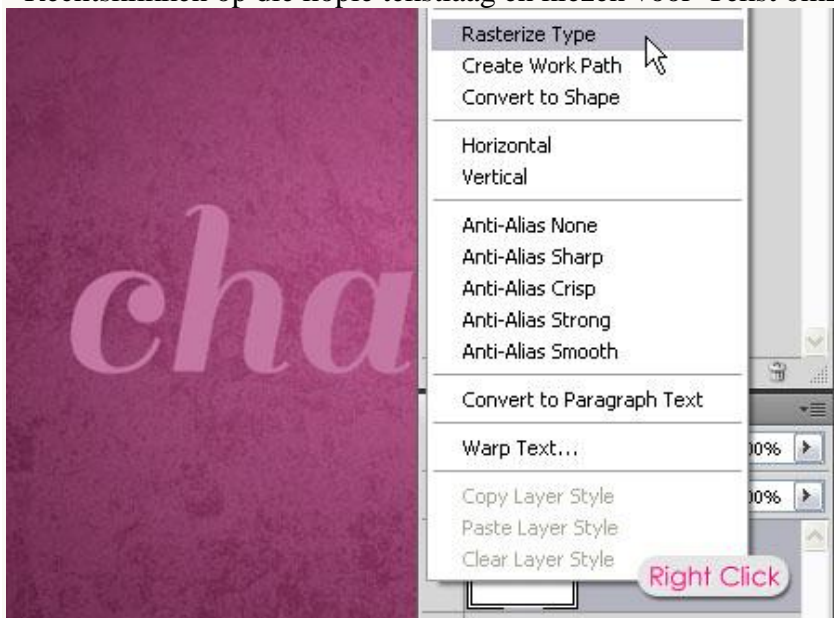 Rechtsklikken op die kopie tekstlaag en kiezen voor 'Tekst
Rasterize Type
Create Work Path
Convert to Shape
Horizontal
Vertical
Anti-Alias None
Anti-Alias Sharp
Anti-Alias Crisp
Anti-Alias Strong
Anti-Alias Smooth
Convert to Paragraph Text
Warp Text...
Copy Layer Style
Paste Layer Style
Clear Layer Style
Right Click
cha
00%
00%